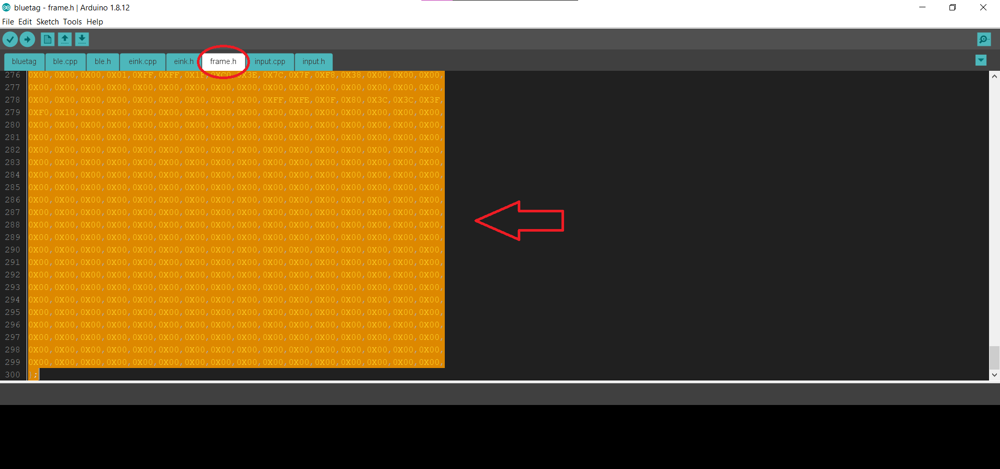 bluetag - frame.h | Arduino 1.8.12
File Edit Sketch Tools Help
bluetag ble.cpp ble.h eink.cpp eink.h frame.h input.cpp input.h
276 0X00,0X00,0X00,0X01,0XFF,0XFF,0X1F,0XC0,0X3E,0X7C,0X7F,0XF8,0X38,0X00,0X00,0X00,
277 0X00,0X00,0X00,0X00,0X00,0X00,0X00,0X00,0X00,0X00,0X00,0X00,0X00,0X00,0X00,0X00,
278 0X00,0X00,0X00,0X00,0X00,0X00,0X00,0X00,0X00,0XFF,0XFE,0X0F,0X80,0X3C,0X3C,0X3F,
279 0XF0,0X10,0X00,0X00,0X00,0X00,0X00,0X00,0X00,0X00,0X00,0X00,0X00,0X00,0X00,0X00,
280 0X00,0X00,0X00,0X00,0X00,0X00,0X00,0X00,0X00,0X00,0X00,0X00,0X00,0X00,0X00,0X00,
281 0X00,0X00,0X00,0X00,0X00,0X00,0X00,0X00,0X00,0X00,0X00,0X00,0X00,0X00,0X00,0X00,
282 0X00,0X00,0X00,0X00,0X00,0X00,0X00,0X00,0X00,0X00,0X00,0X00,0X00,0X00,0X00,0X00,
283 0X00,0X00,0X00,0X00,0X00,0X00,0X00,0X00,0X00,0X00,0X00,0X00,0X00,0X00,0X00,0X00,
284 0X00,0X00,0X00,0X00,0X00,0X00,0X00,0X00,0X00,0X00,0X00,0X00,0X00,0X00,0X00,0X00,
285 0X00,0X00,0X00,0X00,0X00,0X00,0X00,0X00,0X00,0X00,0X00,0X00,0X00,0X00,0X00,0X00,
286 0X00,0X00,0X00,0X00,0X00,0X00,0X00,0X00,0X00,0X00,0X00,0X00,0X00,0X00,0X00,0X00,
287 0X00,0X00,0X00,0X00,0X00,0X00,0X00,0X00,0X00,0X00,0X00,0X00,0X00,0X00,0X00,0X00,
288 0X00,0X00,0X00,0X00,0X00,0X00,0X00,0X00,0X00,0X00,0X00,0X00,0X00,0X00,0X00,0X00,
289 0X00,0X00,0X00,0X00,0X00,0X00,0X00,0X00,0X00,0X00,0X00,0X00,0X00,0X00,0X00,0X00,
290 0X00,0X00,0X00,0X00,0X00,0X00,0X00,0X00,0X00,0X00,0X00,0X00,0X00,0X00,0X00,0X00,
291 0X00,0X00,0X00,0X00,0X00,0X00,0X00,0X00,0X00,0X00,0X00,0X00,0X00,0X00,0X00,0X00,
292 0X00,0X00,0X00,0X00,0X00,0X00,0X00,0X00,0X00,0X00,0X00,0X00,0X00,0X00,0X00,0X00,
293 0X00,0X00,0X00,0X00,0X00,0X00,0X00,0X00,0X00,0X00,0X00,0X00,0X00,0X00,0X00,0X00,
294 0X00,0X00,0X00,0X00,0X00,0X00,0X00,0X00,0X00,0X00,0X00,0X00,0X00,0X00,0X00,0X00,
295 0X00,0X00,0X00,0X00,0X00,0X00,0X00,0X00,0X00,0X00,0X00,0X00,0X00,0X00,0X00,0X00,
296 0X00,0X00,0X00,0X00,0X00,0X00,0X00,0X00,0X00,0X00,0X00,0X00,0X00,0X00,0X00,0X00,
297 0X00,0X00,0X00,0X00,0X00,0X00,0X00,0X00,0X00,0X00,0X00,0X00,0X00,0X00,0X00,0X00,
298 0X00,0X00,0X00,0X00,0X00,0X00,0X00,0X00,0X00,0X00,0X00,0X00,0X00,0X00,0X00,0X00,
299 0X00,0X00,0X00,0X00,0X00,0X00,0X00,0X00,0X00,0X00,0X00,0X00,0X00,0X00,0X00,0X00,
300 };